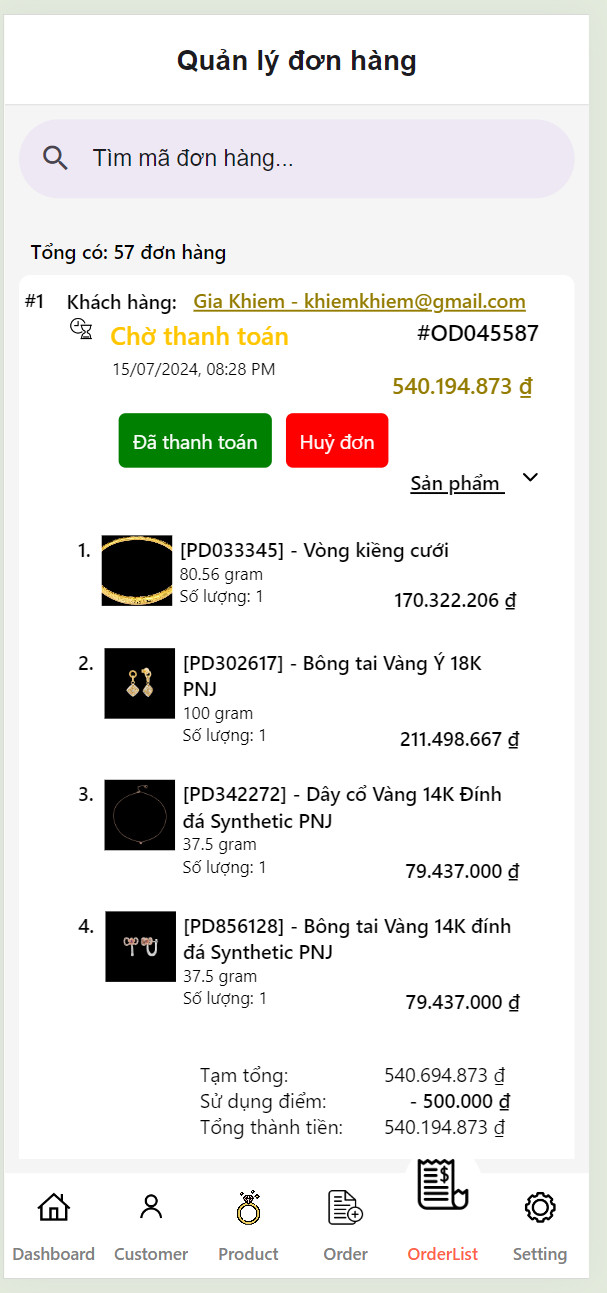 Quản lý đơn hàng
Tìm mã đơn hàng...
Tổng có: 57 đơn hàng
#1 Khách hàng: Gia Khiem - khiemkhiem@gmail.com
Chờ thanh toán #OD045587
15/07/2024, 08:28 PM
540.194.873 ₫
Đã thanh toán Huỷ đơn
Sản phẩm
1. [PD033345] - Vòng kiềng cưới
80.56 gram
Số lượng: 1 170.322.206 ₫
2. [PD302617] - Bông tai Vàng Ý 18K
PNJ
100 gram
Số lượng: 1 211.498.667 ₫
3. [PD342272] - Dây cổ Vàng 14K Đính
đá Synthetic PNJ
37.5 gram
Số lượng: 1 79.437.000 ₫
4. [PD856128] - Bông tai Vàng 14K đính
đá Synthetic PNJ
37.5 gram
Số lượng: 1 79.437.000 ₫
Tạm tổng: 540.694.873 ₫
Sử dụng điểm: - 500.000 ₫
Tổng thành tiền: 540.194.873 ₫
Dashboard Customer Product Order OrderList Setting